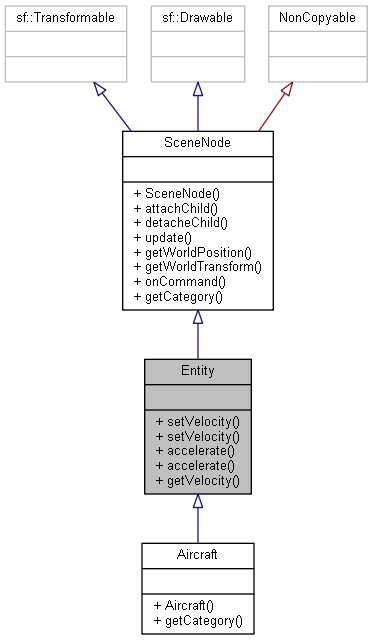 sf::Transformable
sf::Drawable
NonCopyable
SceneNode
+ SceneNode()
+ attachChild()
+ detacheChild()
+ update()
+ getWorldPosition()
+ getWorldTransform()
+ onCommand()
+ getCategory()
Entity
+ setVelocity()
+ setVelocity()
+ accelerate()
+ accelerate()
+ getVelocity()
Aircraft
+ Aircraft()
+ getCategory()